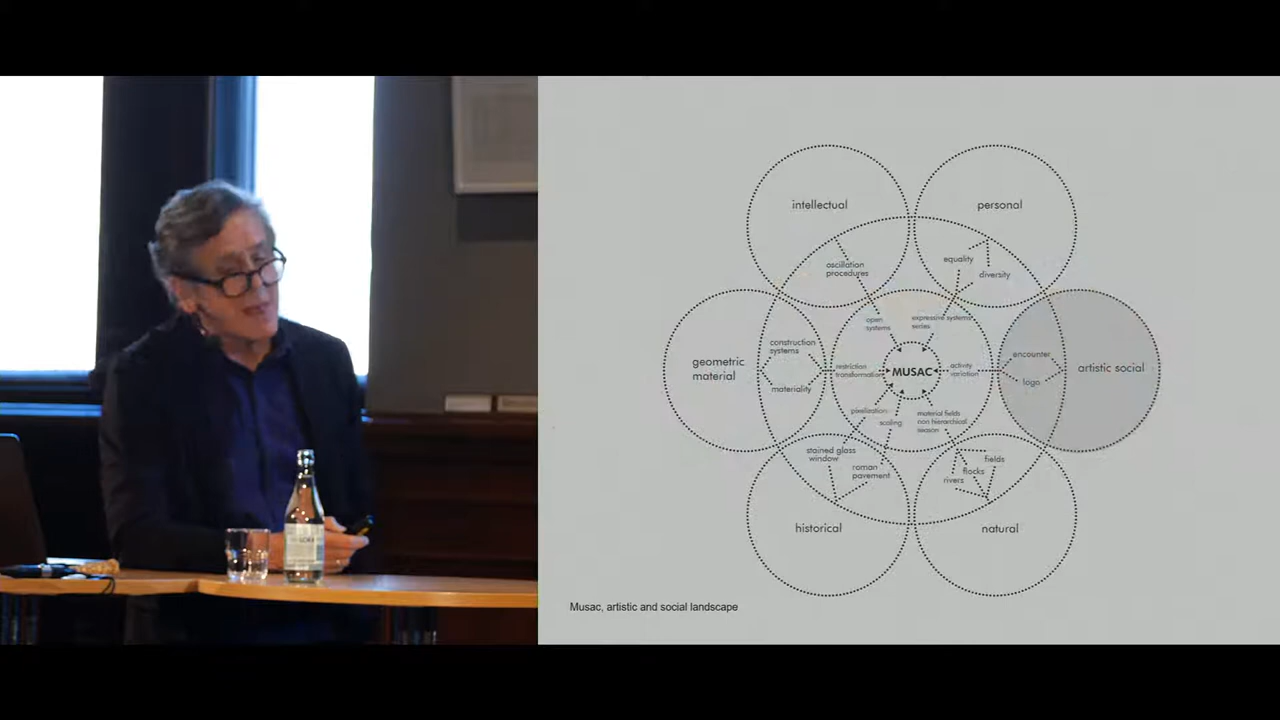 intellectual
personal
oscillation
procedures
equality
diversity
open
systems
expressive systems
series
construction
systems
geometric
material
materiality
restriction
transformation
MUSAC
activity
variation
encounter
logo
artistic social
pixelization
scaling
material fields
non hierarchical
season
stained glass
window
roman
pavement
fields
flocks
rivers
historical
natural
Musac, artistic and social landscape